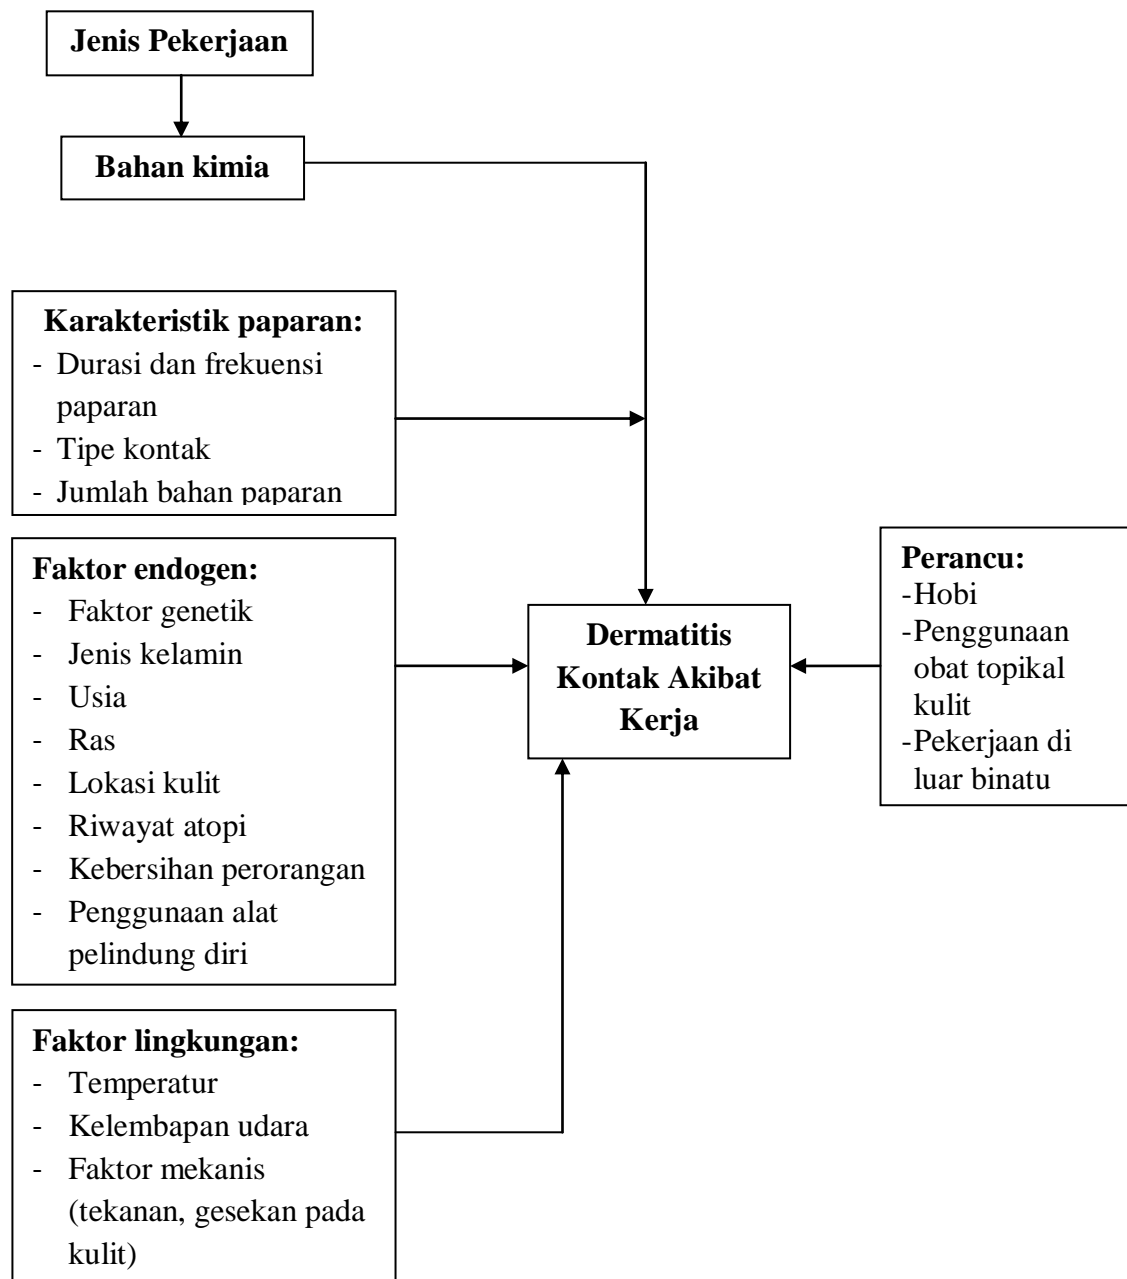 Jenis Pekerjaan
Bahan kimia
Karakteristik paparan:
- Durasi dan frekuensi
paparan
- Tipe kontak
- Jumlah bahan paparan
Faktor endogen:
- Faktor genetik
- Jenis kelamin
- Usia
- Ras
- Lokasi kulit
- Riwayat atopi
- Kebersihan perorangan
- Penggunaan alat
pelindung diri
Faktor lingkungan:
- Temperatur
- Kelembapan udara
- Faktor mekanis
(tekanan, gesekan pada
kulit)
Dermatitis
Kontak Akibat
Kerja
Perancu:
-Hobi
-Penggunaan
obat topikal
kulit
-Pekerjaan di
luar binatu